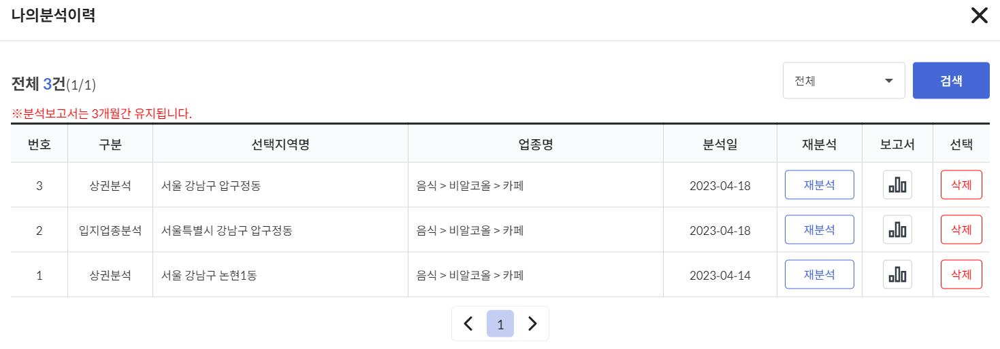 나의분석이력
전체 3건(1/1)
전체
검색
※분석보고서는 3개월간 유지됩니다.
번호 구분 선택지역명 업종명 분석일 재분석 보고서 선택
3 상권분석 서울 강남구 압구정동 음식 > 비알코올 > 카페 2023-04-18 재분석 삭제
2 입지업종분석 서울특별시 강남구 압구정동 음식 > 비알코올 > 카페 2023-04-18 재분석 삭제
1 상권분석 서울 강남구 논현1동 음식 > 비알코올 > 카페 2023-04-14 재분석 삭제
1